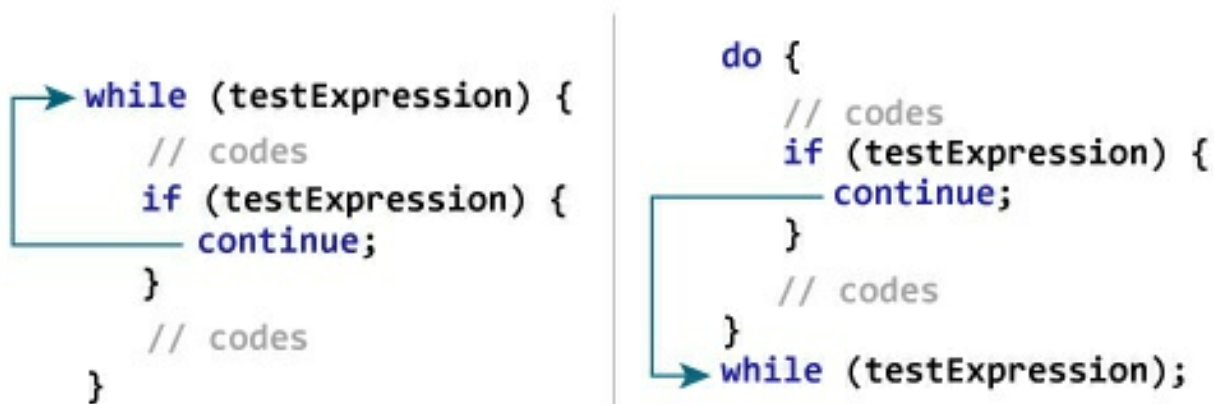 while (testExpression) {
// codes
if (testExpression) {
continue;
}
// codes
}
do {
// codes
if (testExpression) {
continue;
}
// codes
}
while (testExpression);